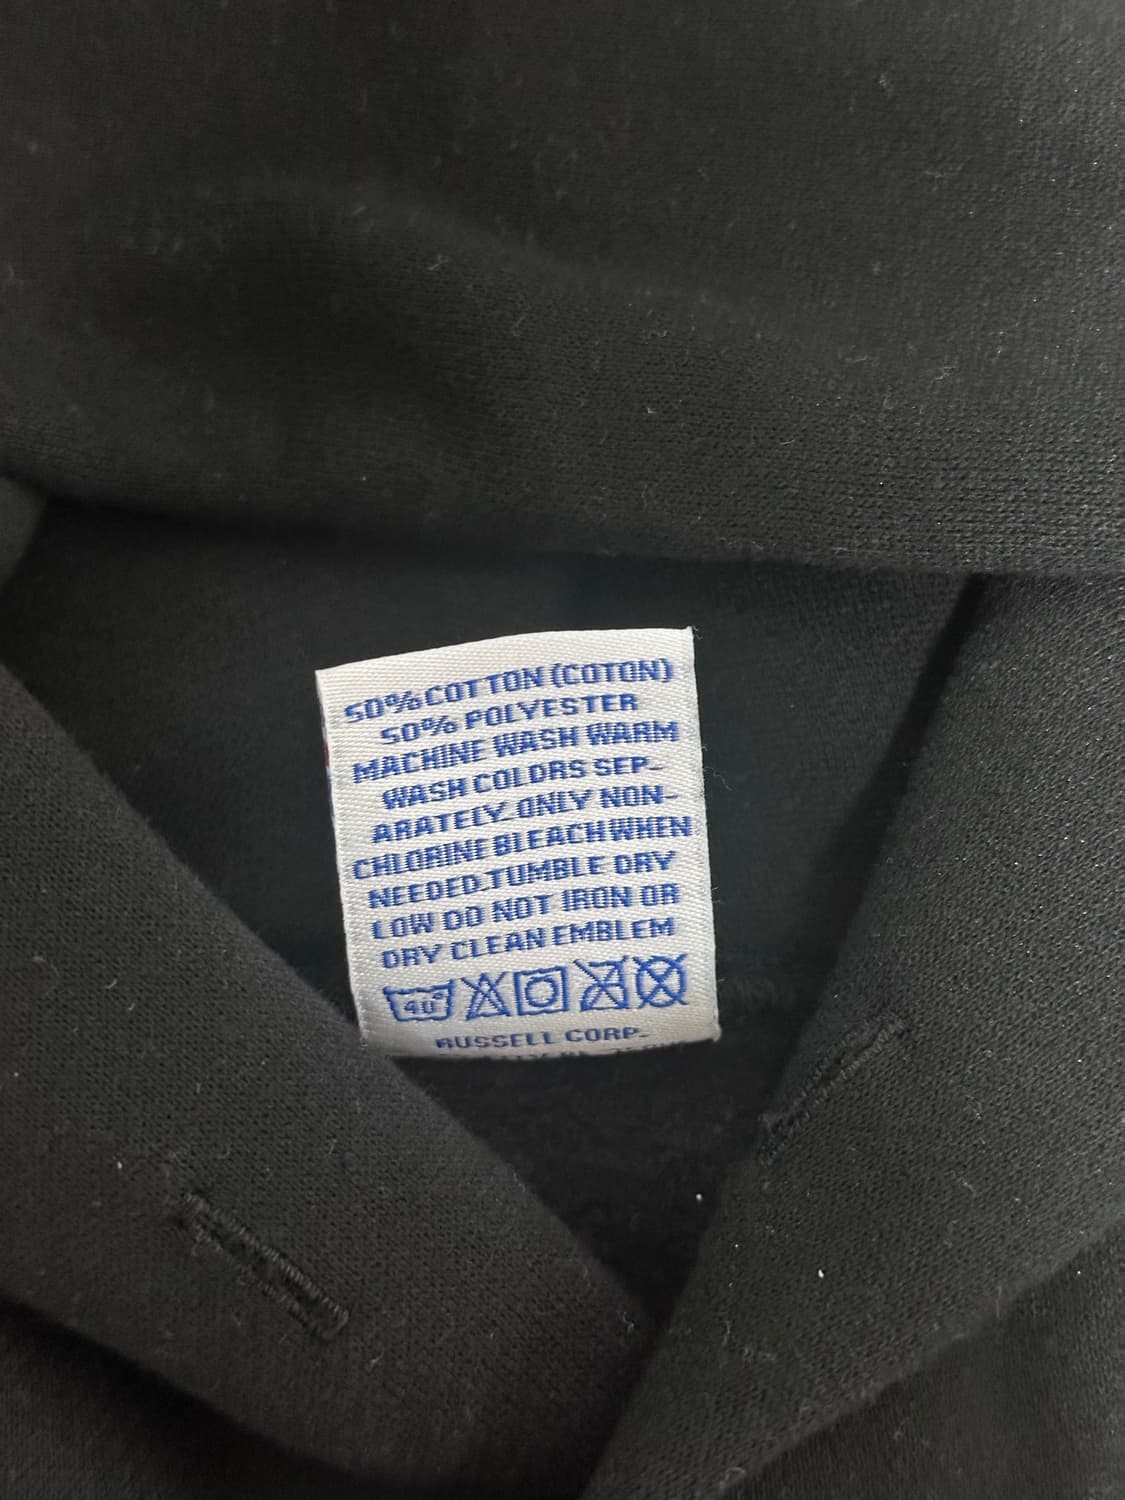 50% COTTON (COTON)
50% POLYESTER
MACHINE WASH WARM
WASH COLORS SEP-
ARATELY. ONLY NON-
CHLORINE BLEACH WHEN
NEEDED. TUMBLE DRY
LOW DO NOT IRON OR
DRY CLEAN EMBLEM
40°
RUSSELL CORP-